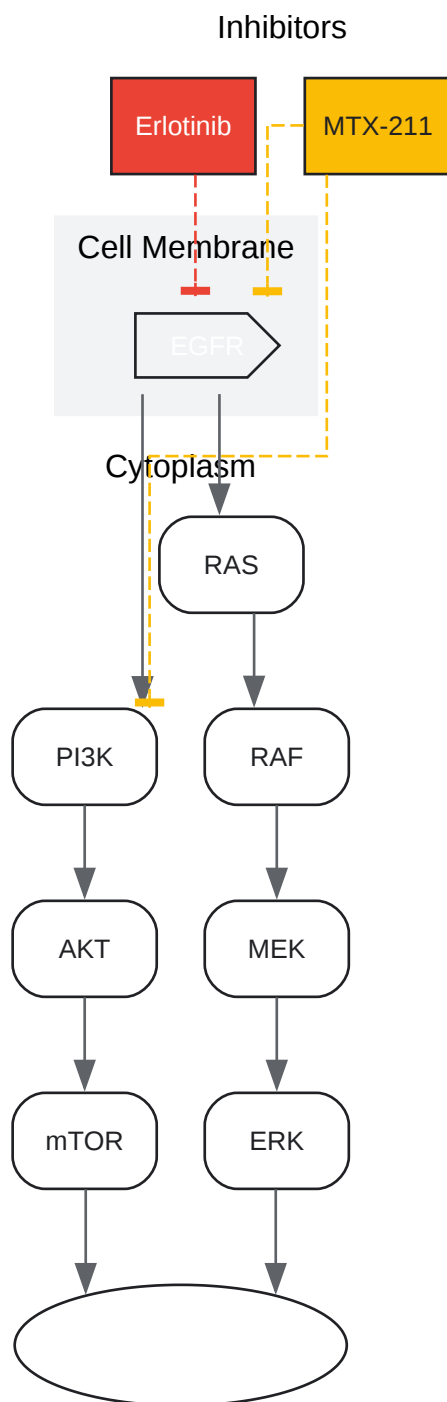 Inhibitors
Erlotinib
MTX-211
Cell Membrane
EGFR
Cytoplasm
RAS
PI3K
RAF
AKT
MEK
mTOR
ERK